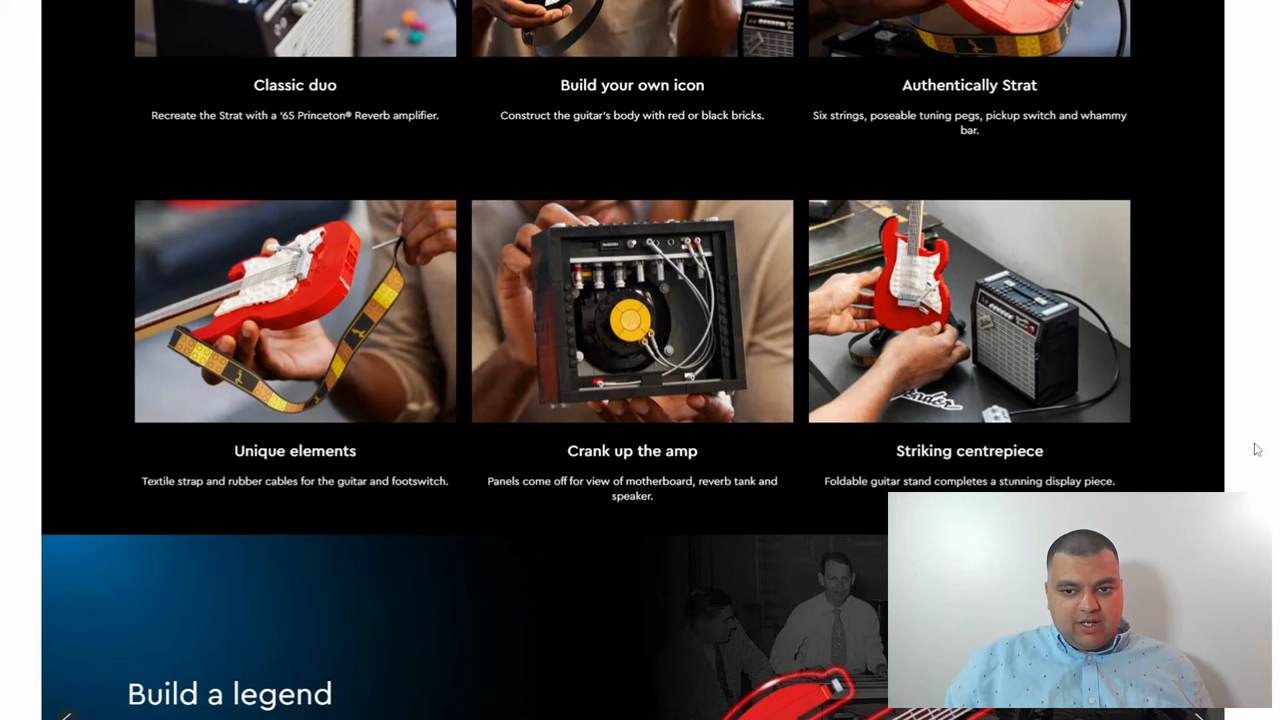 Classic duo
Recreate the Strat with a '65 Princeton® Reverb amplifier.
Build your own icon
Construct the guitar's body with red or black bricks.
Authentically Strat
Six strings, poseable tuning pegs, pickup switch and whammy
bar.
Fender
Unique elements
Textile strap and rubber cables for the guitar and footswitch.
Crank up the amp
Panels come off for view of motherboard, reverb tank and
speaker.
Striking centrepiece
Foldable guitar stand completes a stunning display piece.
Build a legend